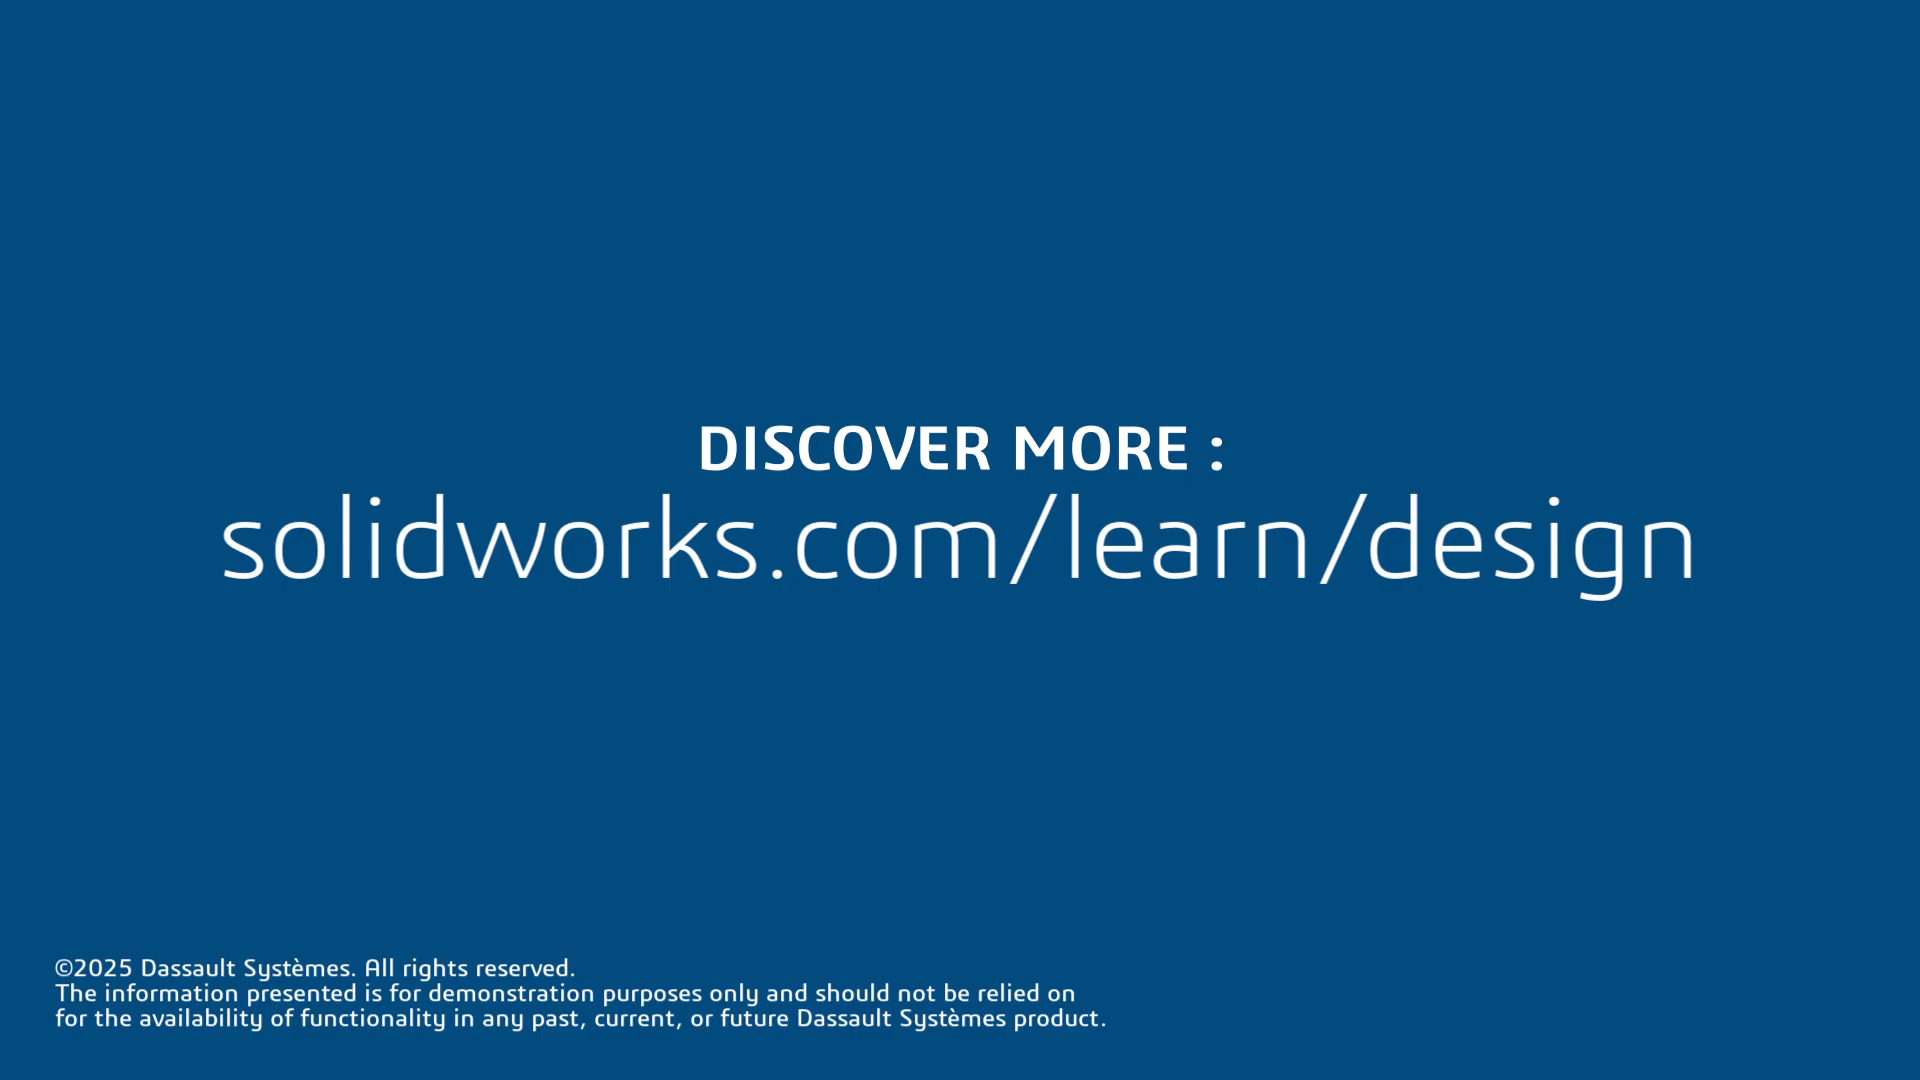 DISCOVER MORE :
solidworks.com/learn/design
©2025 Dassault Systèmes. All rights reserved.
The information presented is for demonstration purposes only and should not be relied on
for the availability of functionality in any past, current, or future Dassault Systèmes product.